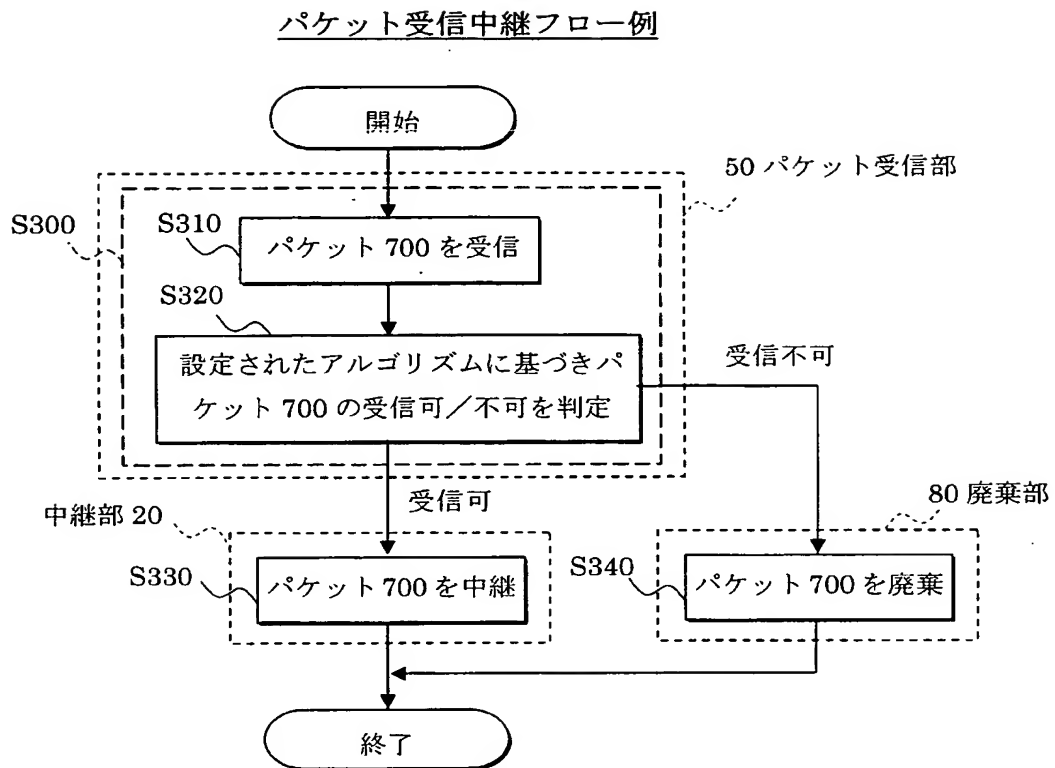 パケット受信中継フロー例
開始
50 パケット受信部
S300
S310
パケット 700 を受信
S320
設定されたアルゴリズムに基づきパ
ケット 700 の受信可／不可を判定
受信不可
受信可
中継部 20
80 廃棄部
S330
パケット 700 を中継
S340
パケット 700 を廃棄
終了